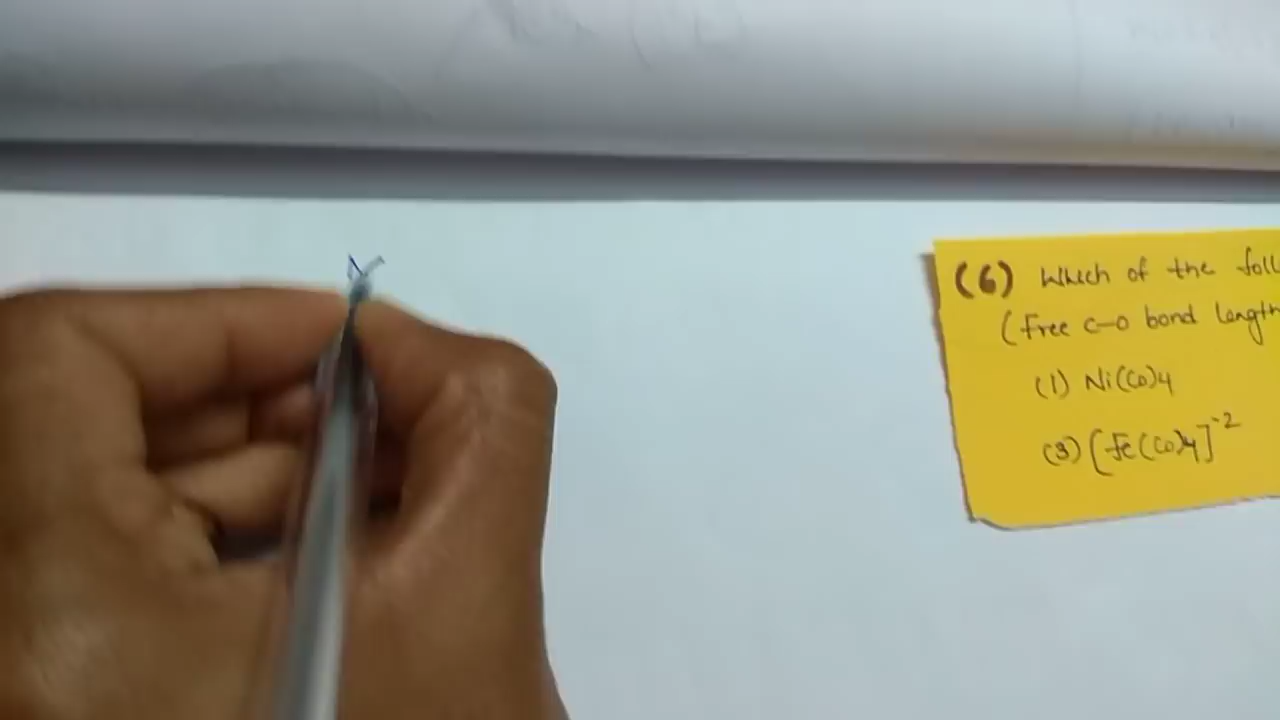 (6) Which of the foll
(Free C-O bond length
(1) Ni(CO)4
(3) [Fe(CO)4]^-2